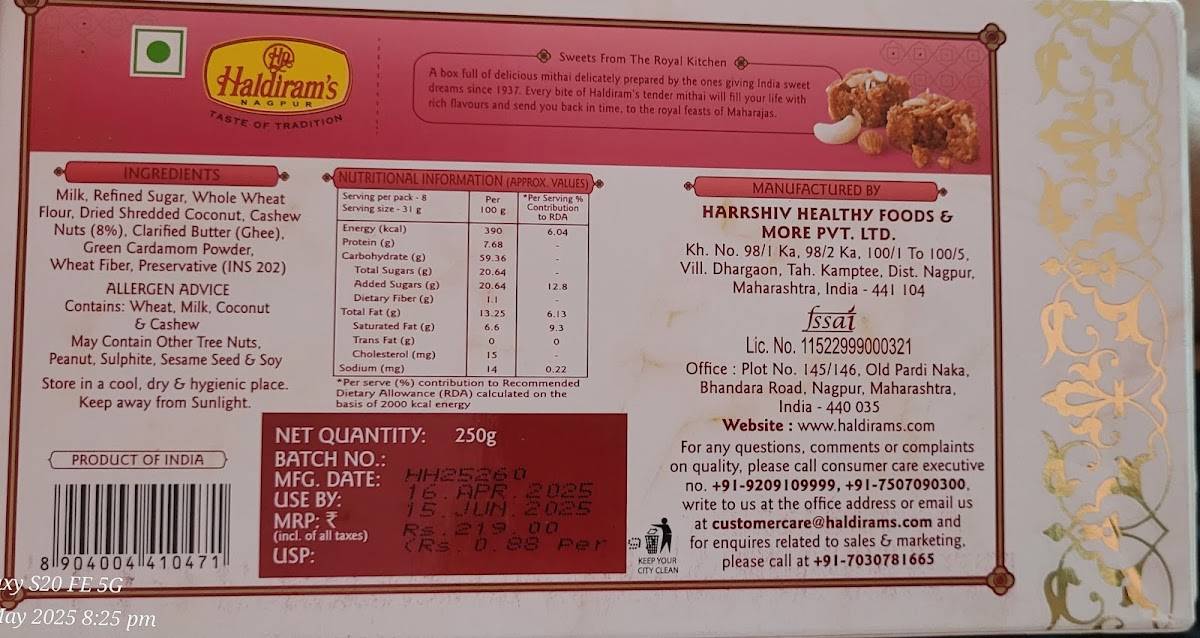 HR
Haldiram's
NAGPUR
TASTE OF TRADITION
Sweets From The Royal Kitchen
A box full of delicious mithai delicately prepared by the ones giving India sweet
dreams since 1937. Every bite of Haldiram's tender mithai will fill your life with
rich flavours and send you back in time, to the royal feasts of Maharajas.
INGREDIENTS
Milk, Refined Sugar, Whole Wheat
Flour, Dried Shredded Coconut, Cashew
Nuts (8%), Clarified Butter (Ghee),
Green Cardamom Powder,
Wheat Fiber, Preservative (INS 202)
ALLERGEN ADVICE
Contains: Wheat, Milk, Coconut
& Cashew
May Contain Other Tree Nuts,
Peanut, Sulphite, Sesame Seed & Soy
Store in a cool, dry & hygienic place.
Keep away from Sunlight.
PRODUCT OF INDIA
8 904004 410471
NUTRITIONAL INFORMATION (APPROX. VALUES)
Serving per pack - 8
Serving size - 31 g
Per
100 g
*Per Serving %
Contribution
to RDA
Energy (kcal) 390 6.04
Protein (g) 7.68 -
Carbohydrate (g) 59.36 -
Total Sugars (g) 20.64 -
Added Sugars (g) 20.64 12.8
Dietary Fiber (g) 1.1 -
Total Fat (g) 13.25 6.13
Saturated Fat (g) 6.6 9.3
Trans Fat (g) 0 0
Cholesterol (mg) 15 -
Sodium (mg) 14 0.22
*Per serve (%) contribution to Recommended
Dietary Allowance (RDA) calculated on the
basis of 2000 kcal energy
NET QUANTITY: 250g
BATCH NO.: HH25260
MFG. DATE: 16. APR. 2025
USE BY: 15. JUN. 2025
MRP: ₹ Rs. 219.00
(incl. of all taxes)
USP: (Rs. 0.88 Per
MANUFACTURED BY
HARRSHIV HEALTHY FOODS &
MORE PVT. LTD.
Kh. No. 98/1 Ka, 98/2 Ka, 100/1 To 100/5,
Vill. Dhargaon, Tah. Kamptee, Dist. Nagpur,
Maharashtra, India - 441 104
fssai
Lic. No. 11522999000321
Office : Plot No. 145/146, Old Pardi Naka,
Bhandara Road, Nagpur, Maharashtra,
India - 440 035
Website : www.haldirams.com
For any questions, comments or complaints
on quality, please call consumer care executive
no. +91-9209109999, +91-7507090300,
write to us at the office address or email us
at customercare@haldirams.com and
for enquires related to sales & marketing,
please call at +91-7030781665
KEEP YOUR
CITY CLEAN
S20 FE 5G
2025 8:25 pm